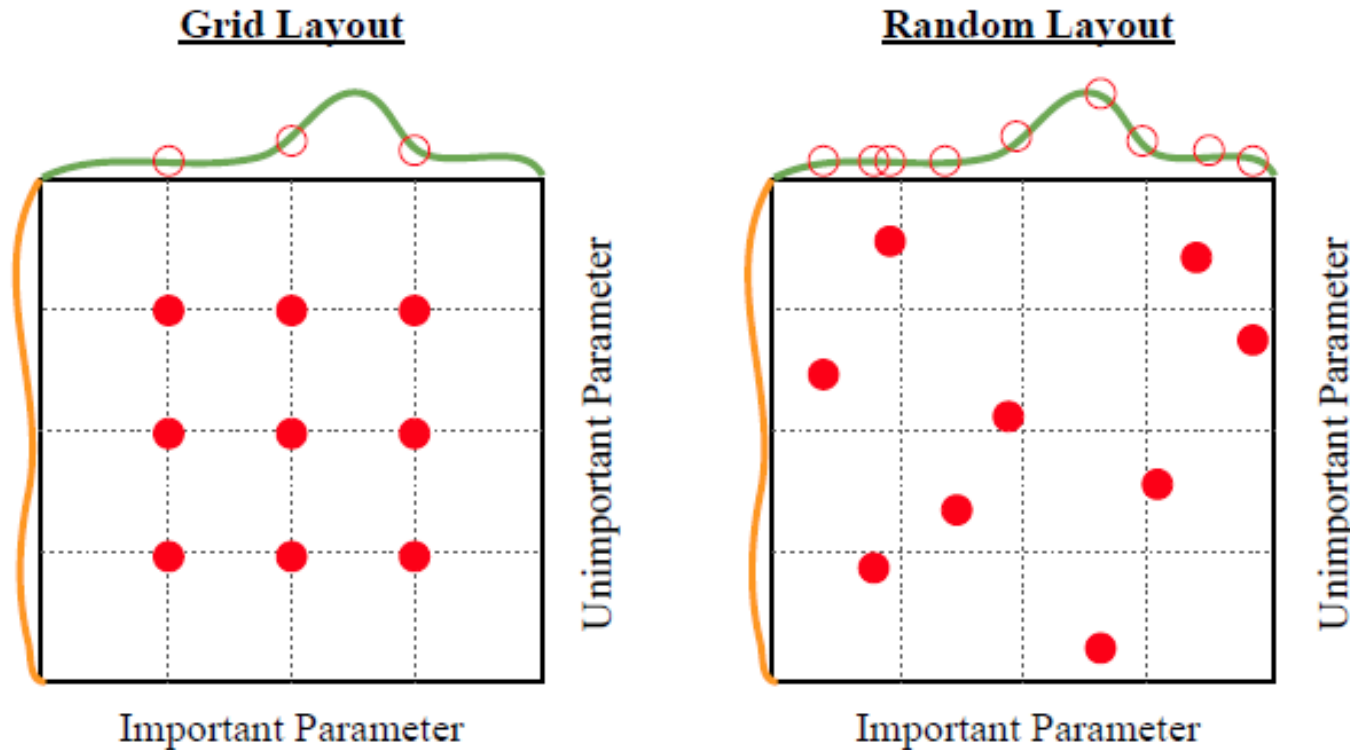 Grid Layout
Unimportant Parameter
Important Parameter
Random Layout
Unimportant Parameter
Important Parameter